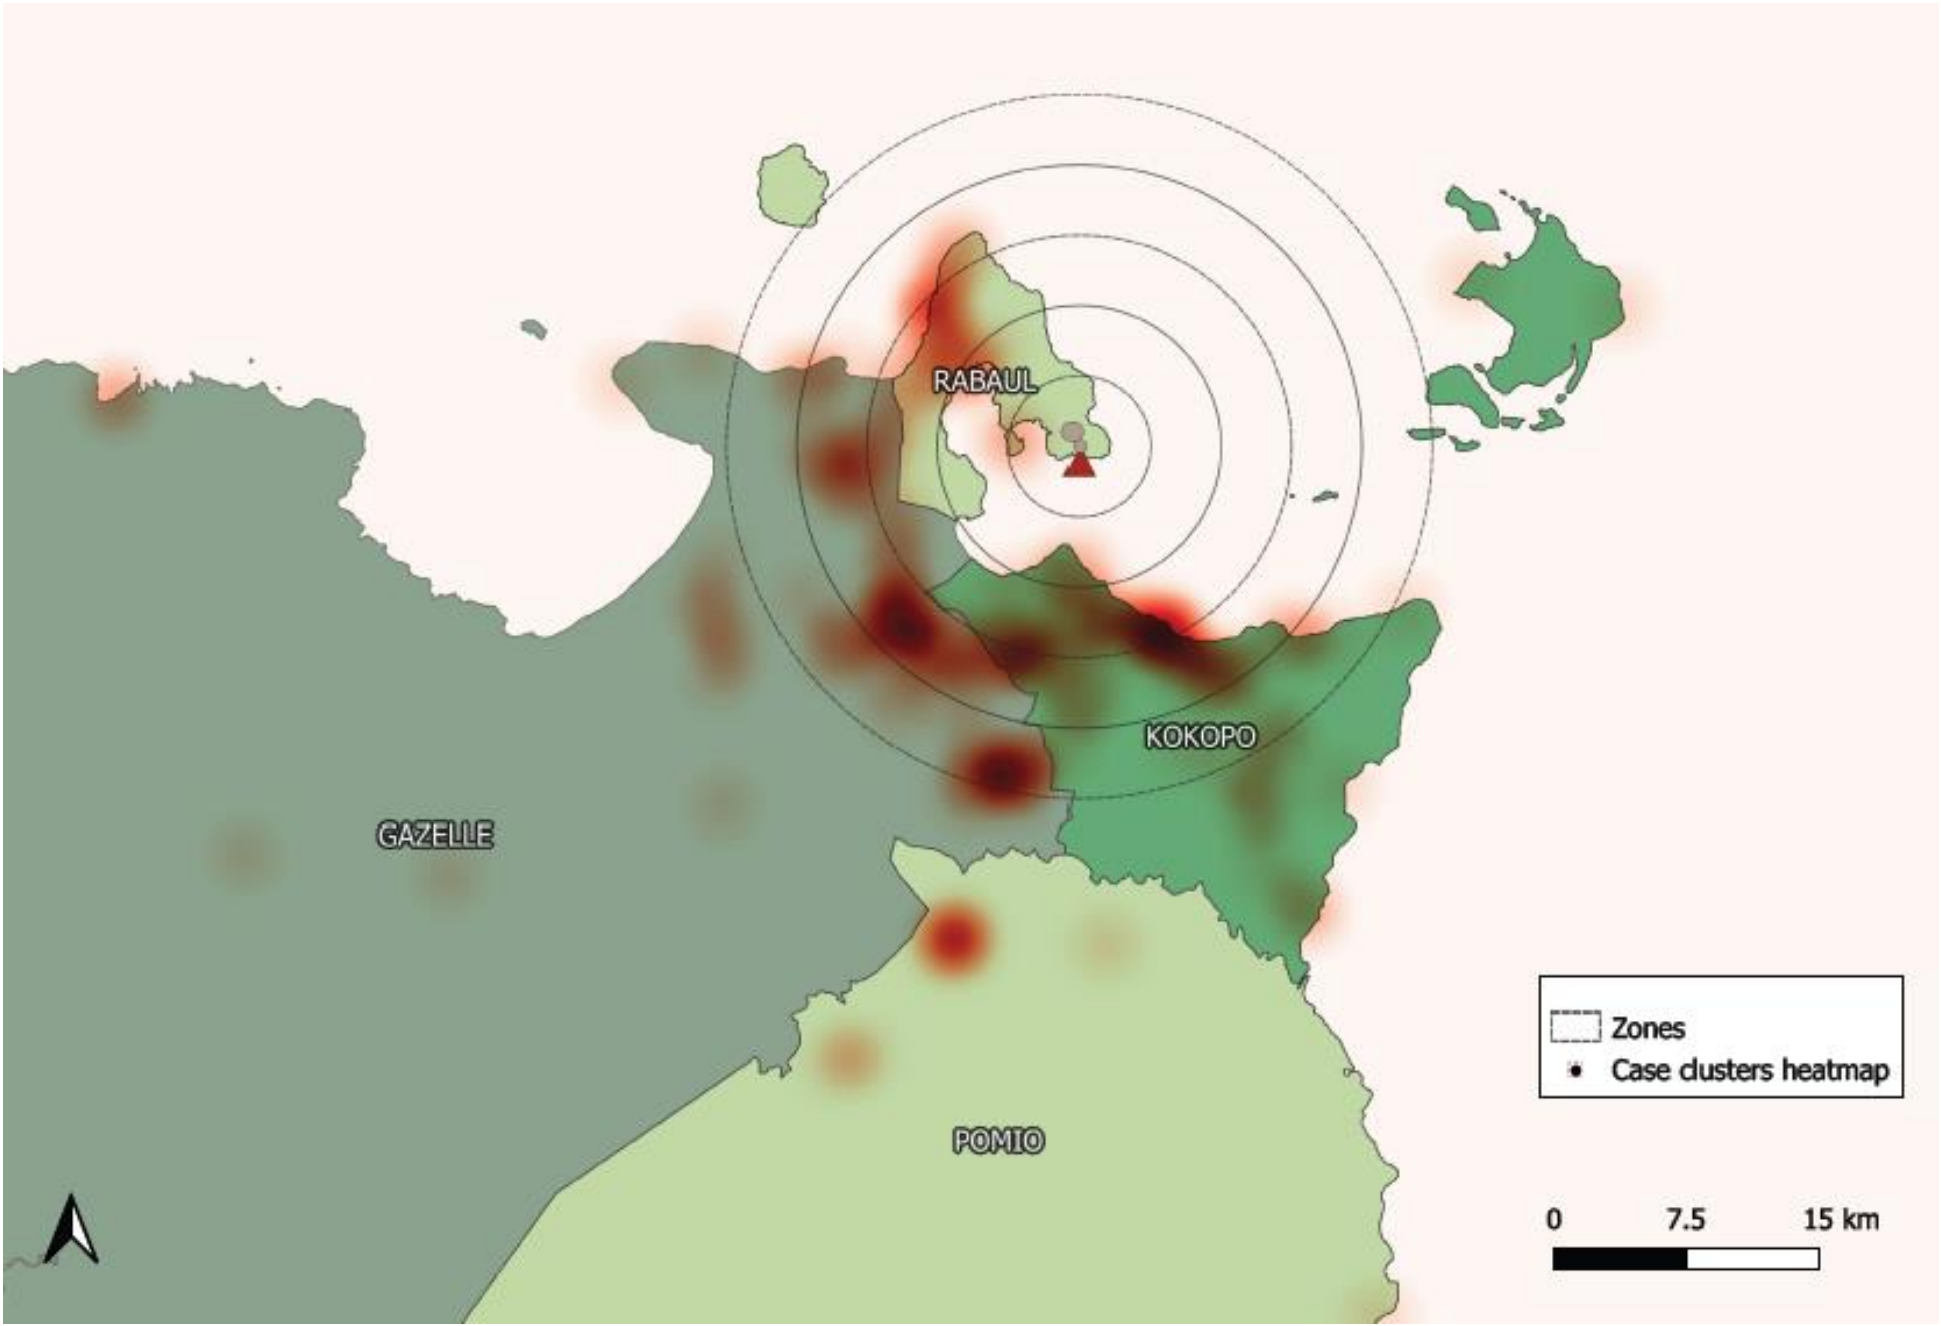 RABAUL
KOKOPO
GAZELLE
POMIO
Zones
Case clusters heatmap
0 7.5 15 km